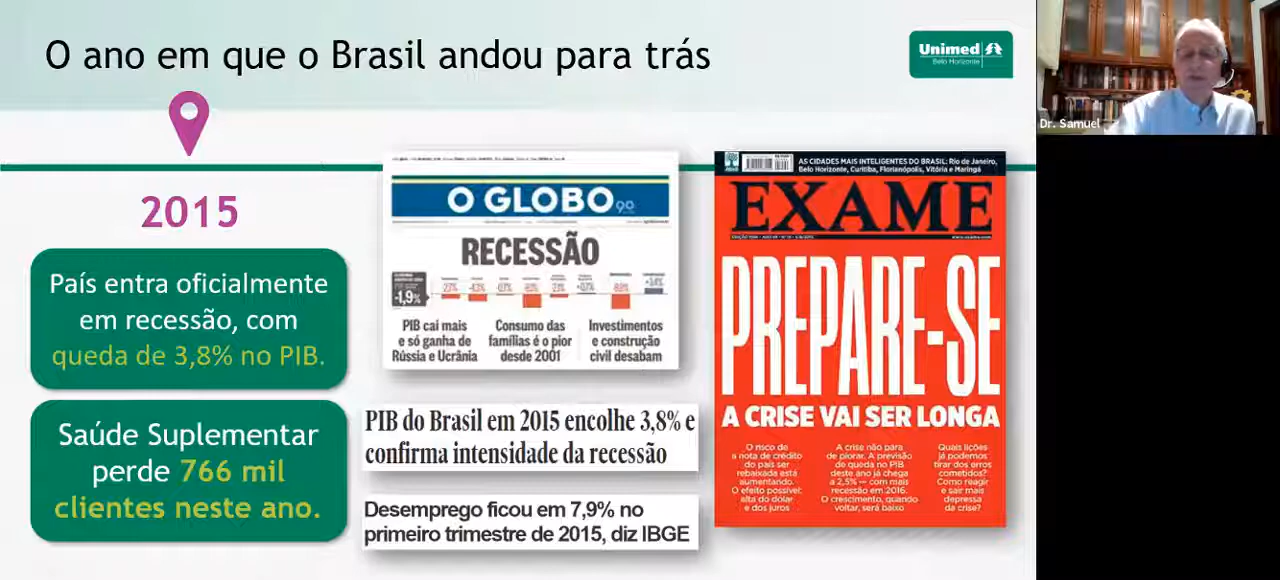 O ano em que o Brasil andou para trás
Unimed
Belo Horizonte
Dr. Samuel
2015
País entra oficialmente
em recessão, com
queda de 3,8% no PIB.
Saúde Suplementar
perde 766 mil
clientes neste ano.
O GLOBO 90
RECESSÃO
-1,9%
PIB cai mais
e só ganha de
Rússia e Ucrânia
Consumo das
famílias é o pior
desde 2001
Investimentos
e construção
civil desabam
PIB do Brasil em 2015 encolhe 3,8% e
confirma intensidade da recessão
Desemprego ficou em 7,9% no
primeiro trimestre de 2015, diz IBGE
AS CIDADES MAIS INTELIGENTES DO BRASIL: Rio de Janeiro,
Belo Horizonte, Curitiba, Florianópolis, Vitória e Maringá
EXAME
www.exame.com
PREPARE-SE
A CRISE VAI SER LONGA
O risco de
a nota de crédito
do país ser
rebaixada está
aumentando.
O efeito possível:
alta do dólar
e dos juros
A crise não para
de piorar. A previsão
de queda no PIB
deste ano já chega
a 2,5% — com mais
recessão em 2016.
O crescimento, quando
voltar, será baixo
Quais lições
já podemos
tirar dos erros
cometidos?
Como reagir
e sair mais
depressa
da crise?